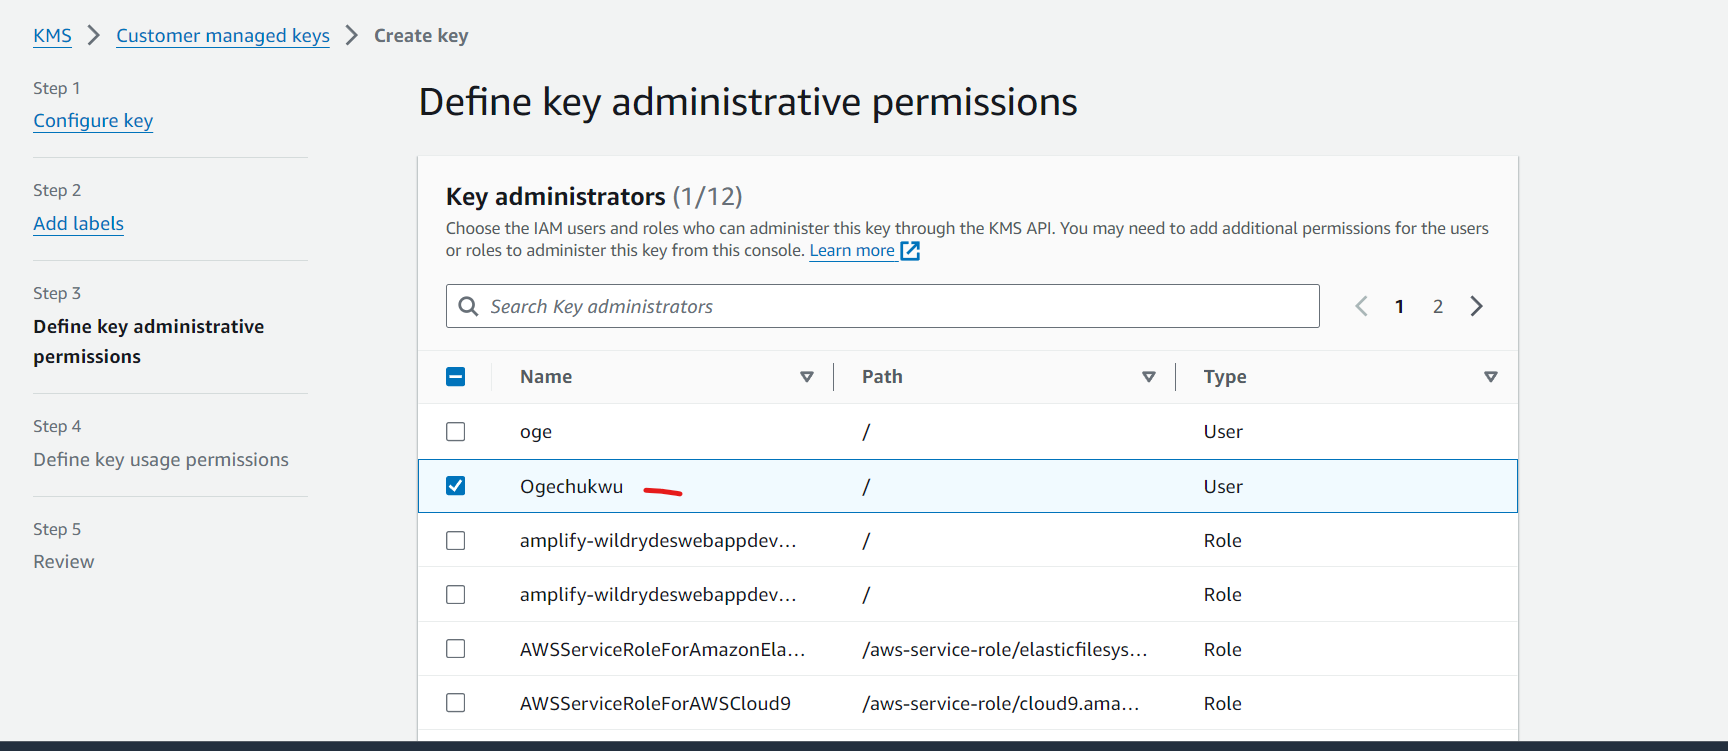 KMS > Customer managed keys > Create key
Step 1
Configure key
Step 2
Add labels
Step 3
Define key administrative
permissions
Step 4
Define key usage permissions
Step 5
Review
Define key administrative permissions
Key administrators (1/12)
Choose the IAM users and roles who can administer this key through the KMS API. You may need to add additional permissions for the users
or roles to administer this key from this console. Learn more
Search Key administrators
1 2
Name Path Type
oge / User
Ogechukwu / User
amplify-wildrydeswebappdev... / Role
amplify-wildrydeswebappdev... / Role
AWSServiceRoleForAmazonEla... /aws-service-role/elasticfilesys... Role
AWSServiceRoleForAWSCloud9 /aws-service-role/cloud9.ama... Role